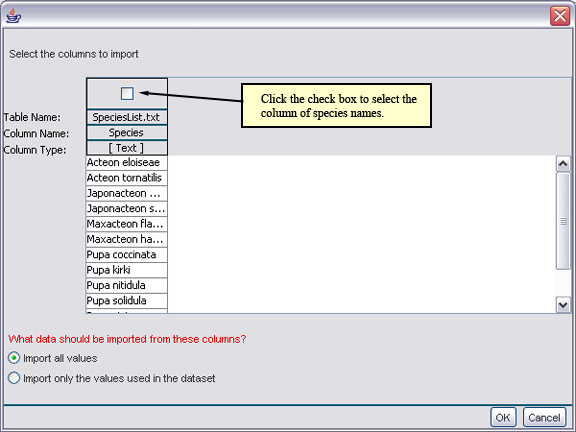 Select the columns to import
Click the check box to select the
column of species names.
Table Name: SpeciesList.txt
Column Name: Species
Column Type: [ Text ]
Acteon eloiseae
Acteon tornatilis
Japonacteon ...
Japonacteon s...
Maxacteon fla...
Maxacteon ha...
Pupa coccinata
Pupa kirki
Pupa nitidula
Pupa solidula
What data should be imported from these columns?
Import all values
Import only the values used in the dataset
OK Cancel